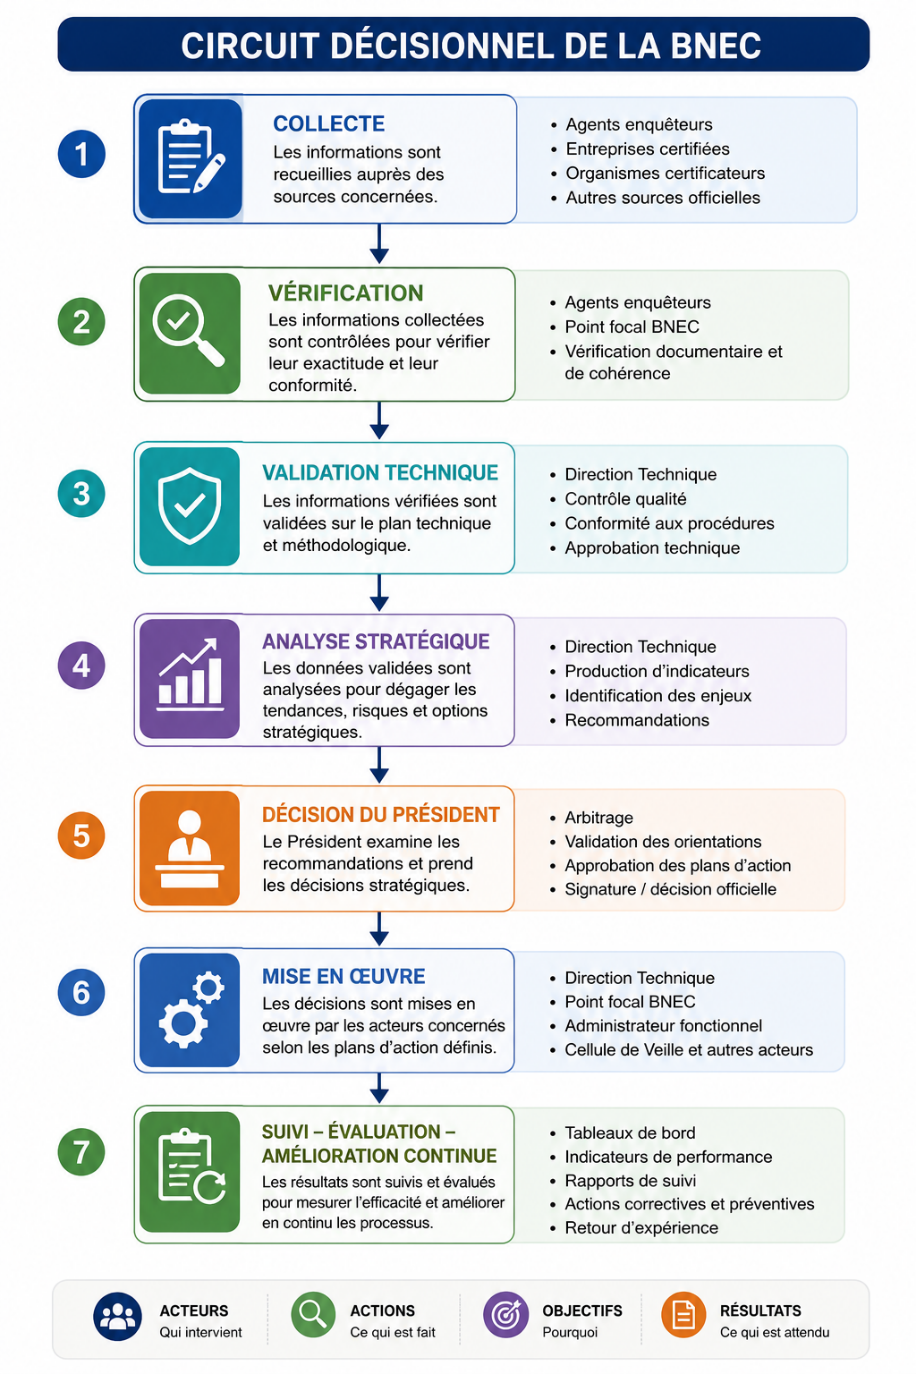 CIRCUIT DÉCISIONNEL DE LA BNEC
1
COLLECTE
Les informations sont
recueillies auprès des
sources concernées.
• Agents enquêteurs
• Entreprises certifiées
• Organismes certificateurs
• Autres sources officielles
2
VÉRIFICATION
Les informations collectées
sont contrôlées pour vérifier
leur exactitude et leur
conformité.
• Agents enquêteurs
• Point focal BNEC
• Vérification documentaire et
de cohérence
3
VALIDATION TECHNIQUE
Les informations vérifiées sont
validées sur le plan technique
et méthodologique.
• Direction Technique
• Contrôle qualité
• Conformité aux procédures
• Approbation technique
4
ANALYSE STRATÉGIQUE
Les données validées sont
analysées pour dégager les
tendances, risques et options
stratégiques.
• Direction Technique
• Production d'indicateurs
• Identification des enjeux
• Recommandations
5
DÉCISION DU PRÉSIDENT
Le Président examine les
recommandations et prend
les décisions stratégiques.
• Arbitrage
• Validation des orientations
• Approbation des plans d'action
• Signature / décision officielle
6
MISE EN ŒUVRE
Les décisions sont mises en
œuvre par les acteurs concernés
selon les plans d'action définis.
• Direction Technique
• Point focal BNEC
• Administrateur fonctionnel
• Cellule de Veille et autres acteurs
7
SUIVI – ÉVALUATION –
AMÉLIORATION CONTINUE
Les résultats sont suivis et évalués
pour mesurer l'efficacité et améliorer
en continu les processus.
• Tableaux de bord
• Indicateurs de performance
• Rapports de suivi
• Actions correctives et préventives
• Retour d'expérience
ACTEURS
Qui intervient
ACTIONS
Ce qui est fait
OBJECTIFS
Pourquoi
RÉSULTATS
Ce qui est attendu